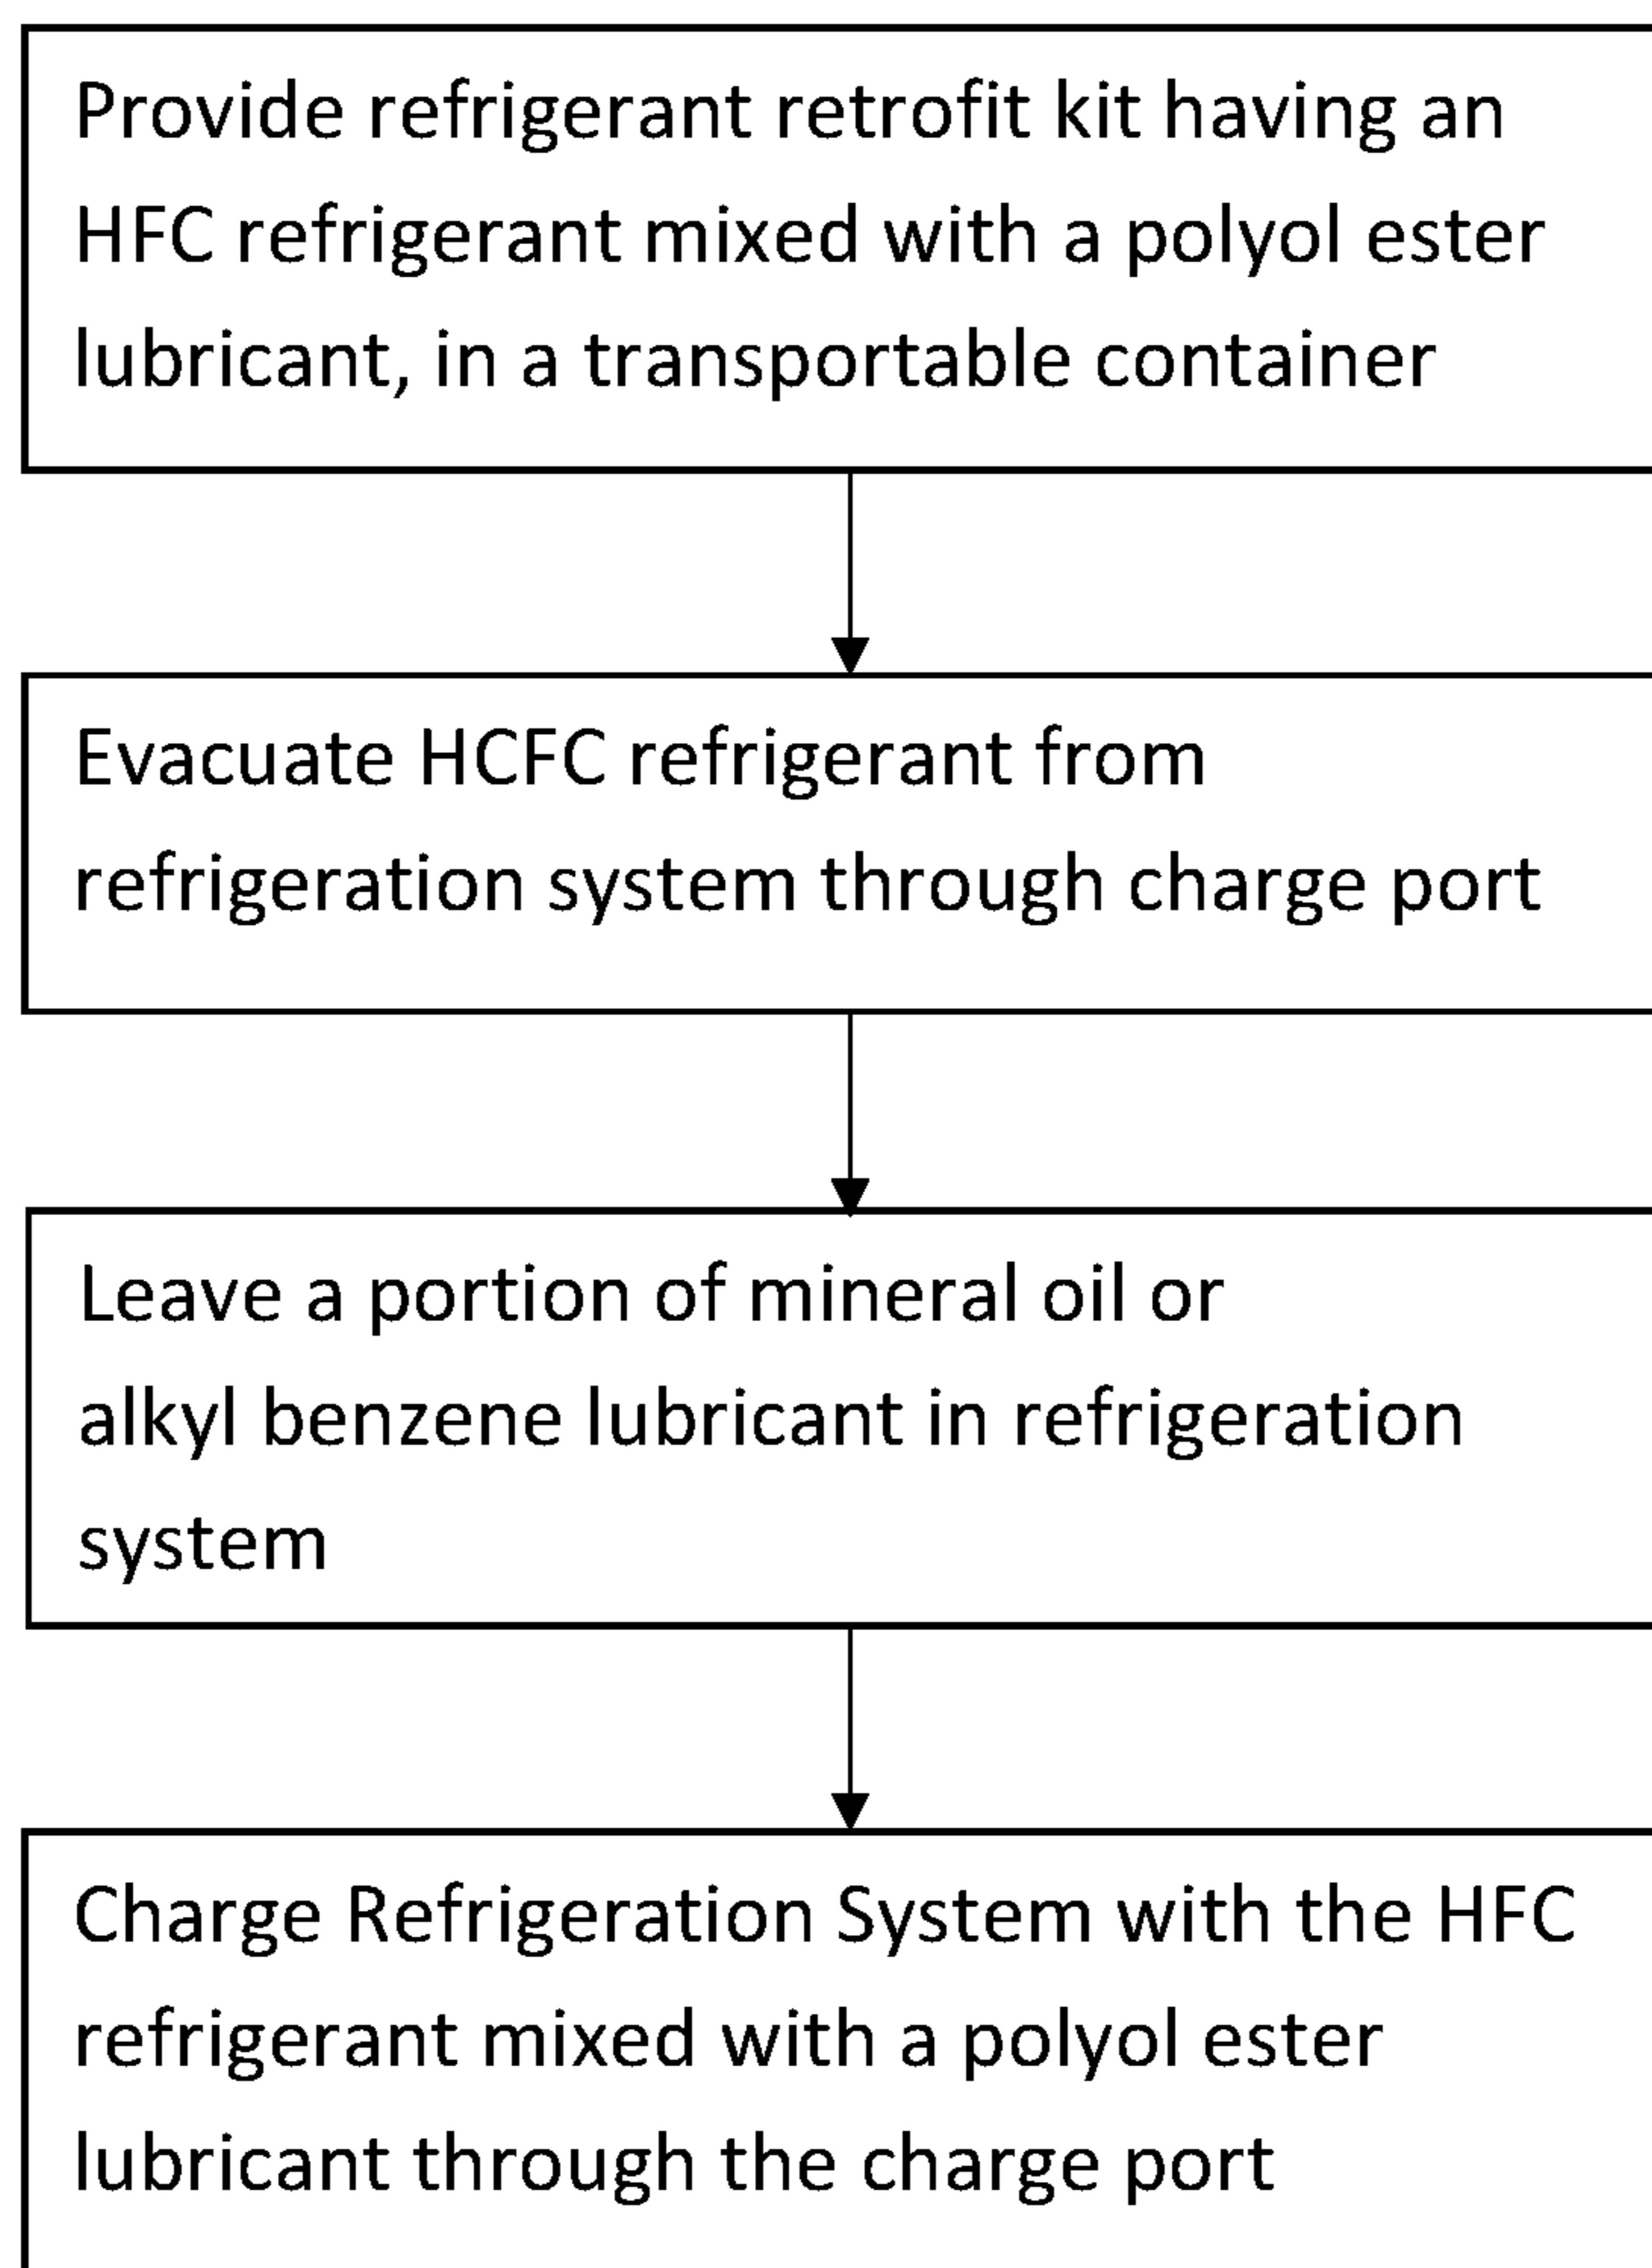 Provide refrigerant retrofit kit having an
HFC refrigerant mixed with a polyol ester
lubricant, in a transportable container
Evacuate HCFC refrigerant from
refrigeration system through charge port
Leave a portion of mineral oil or
alkyl benzene lubricant in refrigeration
system
Charge Refrigeration System with the HFC
refrigerant mixed with a polyol ester
lubricant through the charge port